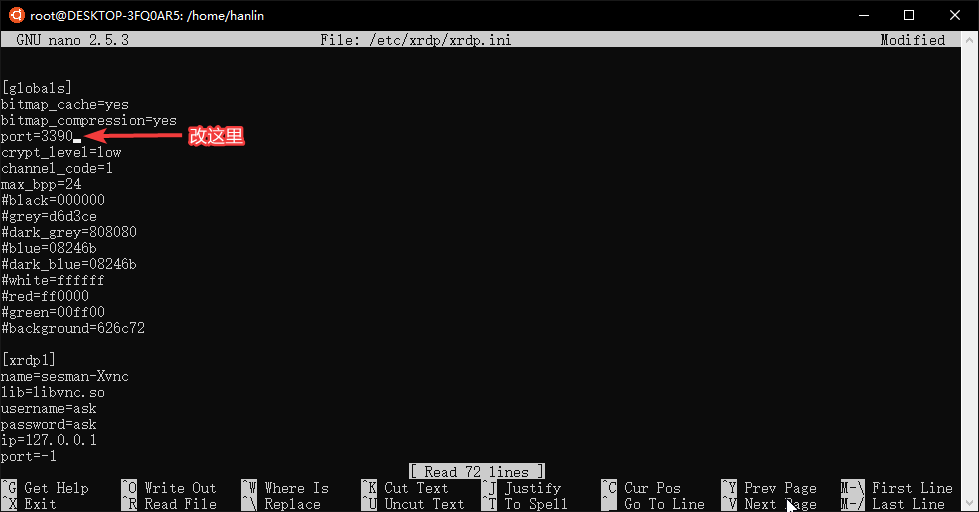 root@DESKTOP-3FQ0AR5: /home/hanlin
GNU nano 2.5.3 File: /etc/xrdp/xrdp.ini Modified
[globals]
bitmap_cache=yes
bitmap_compression=yes
port=3390 改这里
crypt_level=low
channel_code=1
max_bpp=24
#black=000000
#grey=d6d3ce
#dark_grey=808080
#blue=08246b
#dark_blue=08246b
#white=ffffff
#red=ff0000
#green=00ff00
#background=626c72
[xrdp1]
name=sesman-Xvnc
lib=libvnc.so
username=ask
password=ask
ip=127.0.0.1
port=-1
[ Read 72 lines ]
^G Get Help ^O Write Out ^W Where Is ^K Cut Text ^J Justify ^C Cur Pos ^Y Prev Page M-\ First Line
^X Exit ^R Read File ^\ Replace ^U Uncut Text ^T To Spell ^_ Go To Line ^V Next Page M-/ Last Line